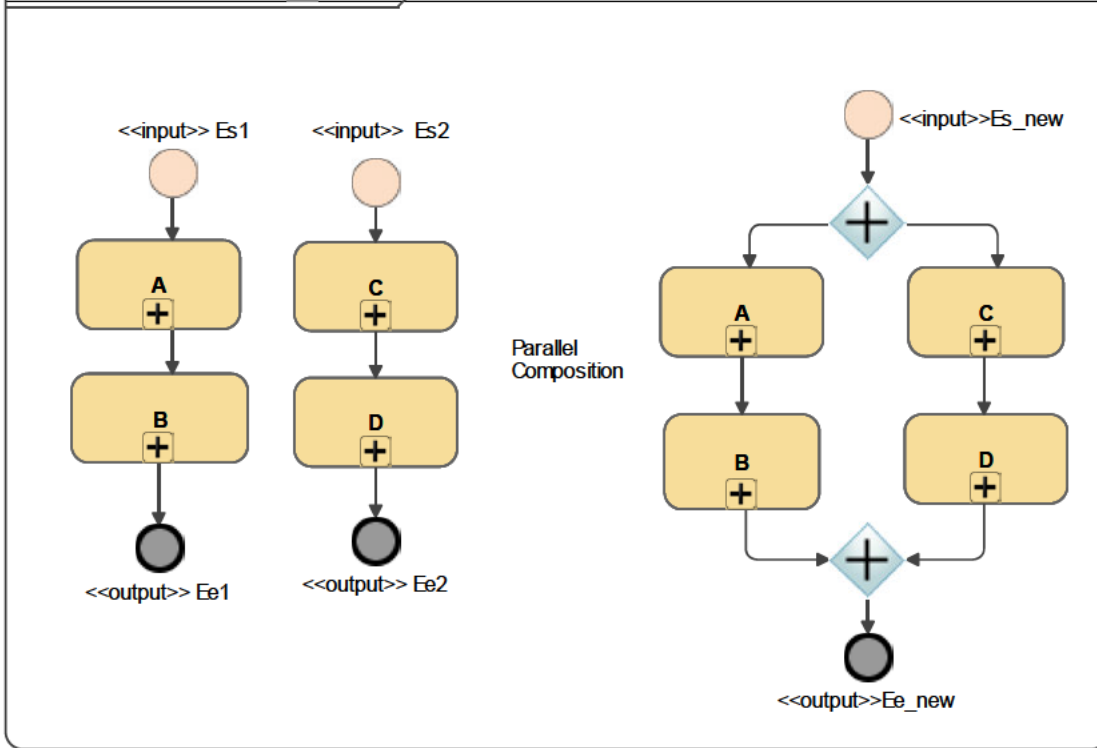 <<input>> Es1
<<input>> Es2
A
B
<<output>> Ee1
C
D
<<output>> Ee2
Parallel
Composition
<<input>>Es_new
A
C
B
D
<<output>>Ee_new